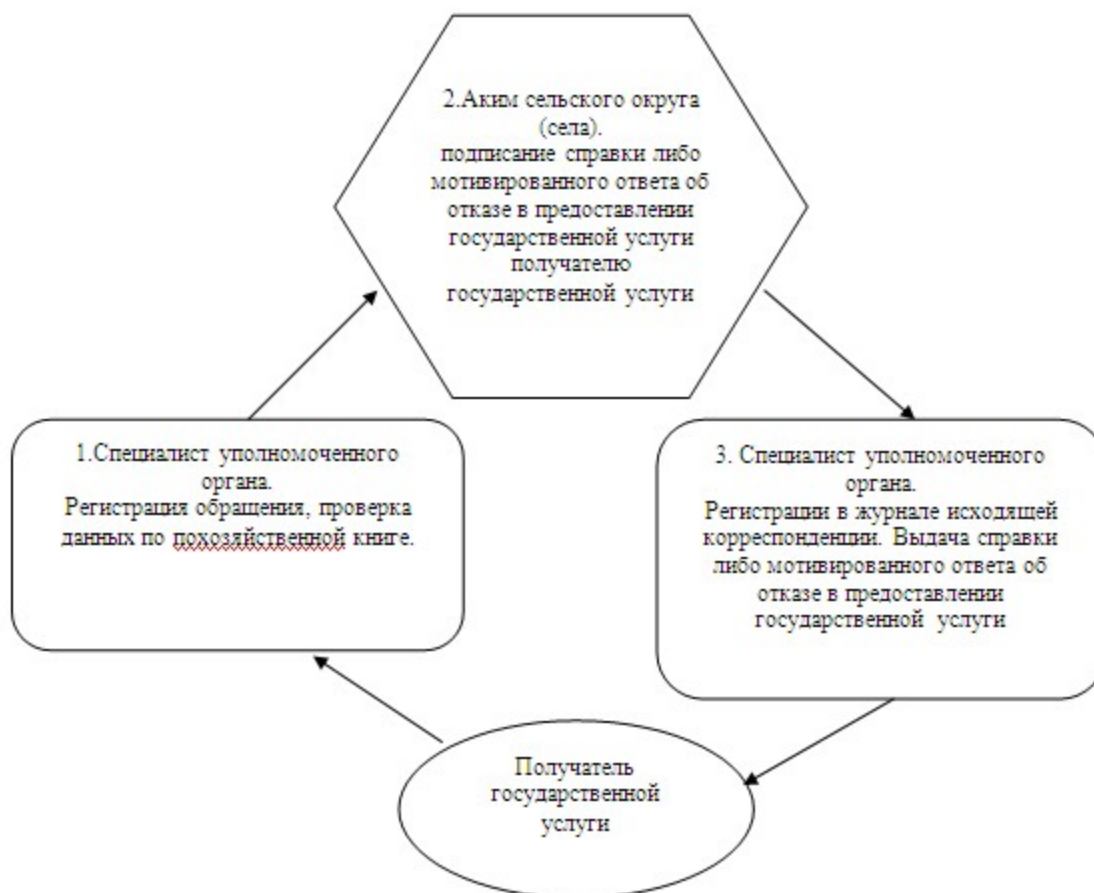 2.Аким сельского округа
(села).
подписание справки либо
мотивированного ответа об
отказе в предоставлении
государственной услуги
получателю
государственной услуги
1.Специалист уполномоченного
органа.
Регистрация обращения, проверка
данных по похозяйственной книге.
3. Специалист уполномоченного
органа.
Регистрации в журнале исходящей
корреспонденции. Выдача справки
либо мотивированного ответа об
отказе в предоставлении
государственной услуги
Получатель
государственной
услуги